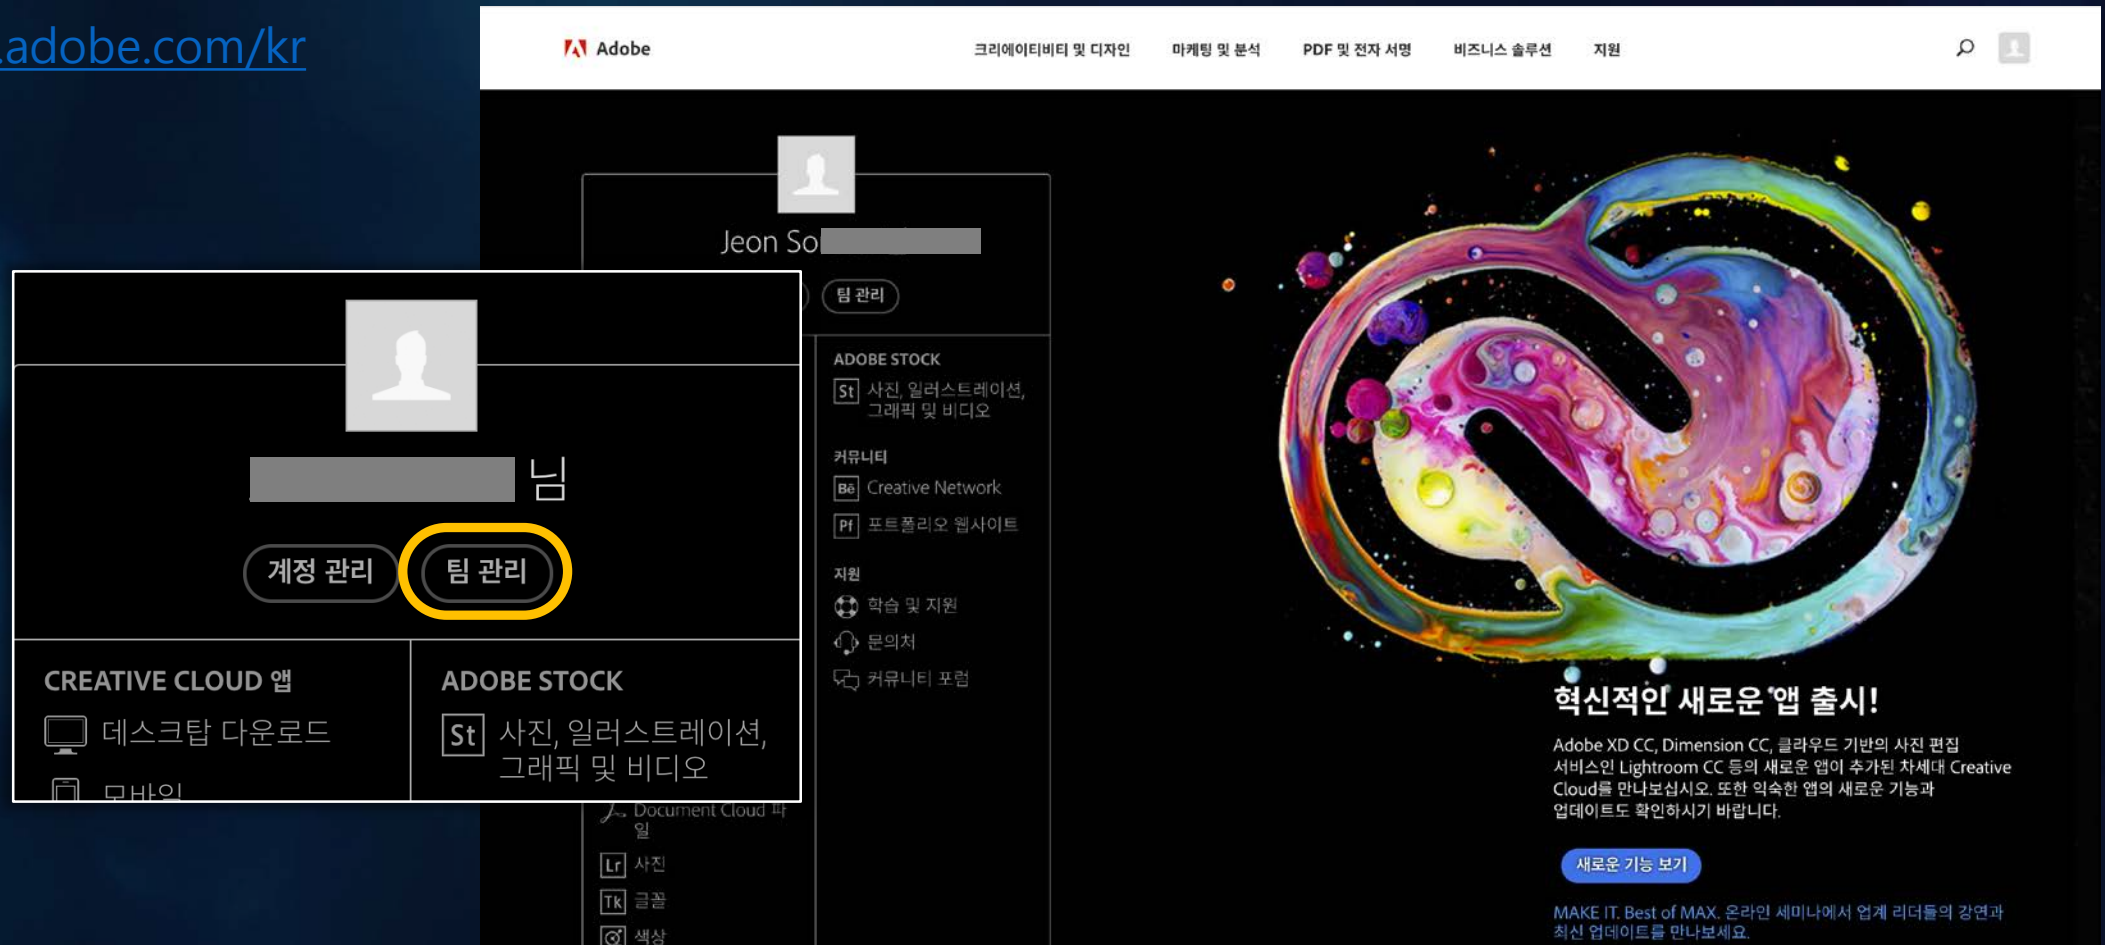 .adobe.com/kr
Adobe
크리에이티비티 및 디자인 마케팅 및 분석 PDF 및 전자 서명 비즈니스 솔루션 지원
Jeon So
팀 관리
ADOBE STOCK
St 사진, 일러스트레이션,
그래픽 및 비디오
커뮤니티
Bē Creative Network
Pf 포트폴리오 웹사이트
지원
학습 및 지원
문의처
커뮤니티 포럼
님
계정 관리 팀 관리
CREATIVE CLOUD 앱
데스크탑 다운로드
모바일
ADOBE STOCK
St 사진, 일러스트레이션,
그래픽 및 비디오
Document Cloud 파
일
Lr 사진
Tk 글꼴
색상
혁신적인 새로운 앱 출시!
Adobe XD CC, Dimension CC, 클라우드 기반의 사진 편집
서비스인 Lightroom CC 등의 새로운 앱이 추가된 차세대 Creative
Cloud를 만나보십시오. 또한 익숙한 앱의 새로운 기능과
업데이트도 확인하시기 바랍니다.
새로운 기능 보기
MAKE IT. Best of MAX. 온라인 세미나에서 업계 리더들의 강연과
최신 업데이트를 만나보세요.